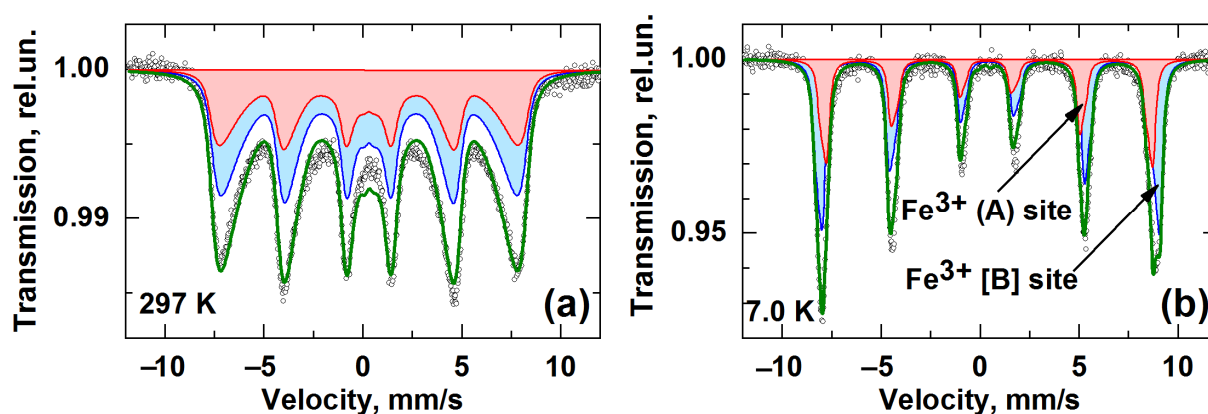 Transmission, rel.un.
1.00
0.99
297 K
(a)
−10 −5 0 5 10
Velocity, mm/s
Transmission, rel.un.
1.00
0.95
Fe³⁺ (A) site
Fe³⁺ [B] site
7.0 K
(b)
−10 −5 0 5 10
Velocity, mm/s